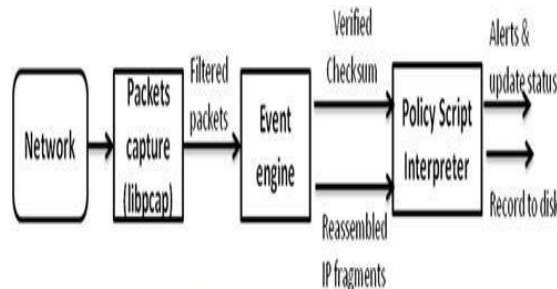 Network
Packets
capture
(libpcap)
Filtered
packets
Event
engine
Verified
Checksum
Reassembled
IP fragments
Policy Script
Interpreter
Alerts &
update status
Record to disk